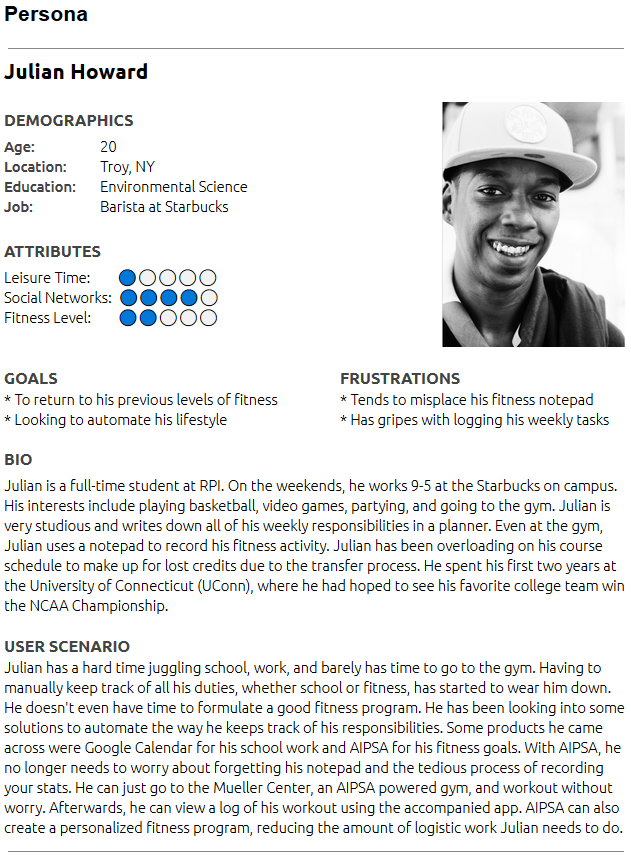 Persona
Julian Howard
DEMOGRAPHICS
Age: 20
Location: Troy, NY
Education: Environmental Science
Job: Barista at Starbucks
ATTRIBUTES
Leisure Time:
Social Networks:
Fitness Level:
GOALS
* To return to his previous levels of fitness
* Looking to automate his lifestyle
FRUSTRATIONS
* Tends to misplace his fitness notepad
* Has gripes with logging his weekly tasks
BIO
Julian is a full-time student at RPI. On the weekends, he works 9-5 at the Starbucks on campus.
His interests include playing basketball, video games, partying, and going to the gym. Julian is
very studious and writes down all of his weekly responsibilities in a planner. Even at the gym,
Julian uses a notepad to record his fitness activity. Julian has been overloading on his course
schedule to make up for lost credits due to the transfer process. He spent his first two years at
the University of Connecticut (UConn), where he had hoped to see his favorite college team win
the NCAA Championship.
USER SCENARIO
Julian has a hard time juggling school, work, and barely has time to go to the gym. Having to
manually keep track of all his duties, whether school or fitness, has started to wear him down.
He doesn't even have time to formulate a good fitness program. He has been looking into some
solutions to automate the way he keeps track of his responsibilities. Some products he came
across were Google Calendar for his school work and AIPSA for his fitness goals. With AIPSA, he
no longer needs to worry about forgetting his notepad and the tedious process of recording
your stats. He can just go to the Mueller Center, an AIPSA powered gym, and workout without
worry. Afterwards, he can view a log of his workout using the accompanied app. AIPSA can also
create a personalized fitness program, reducing the amount of logistic work Julian needs to do.